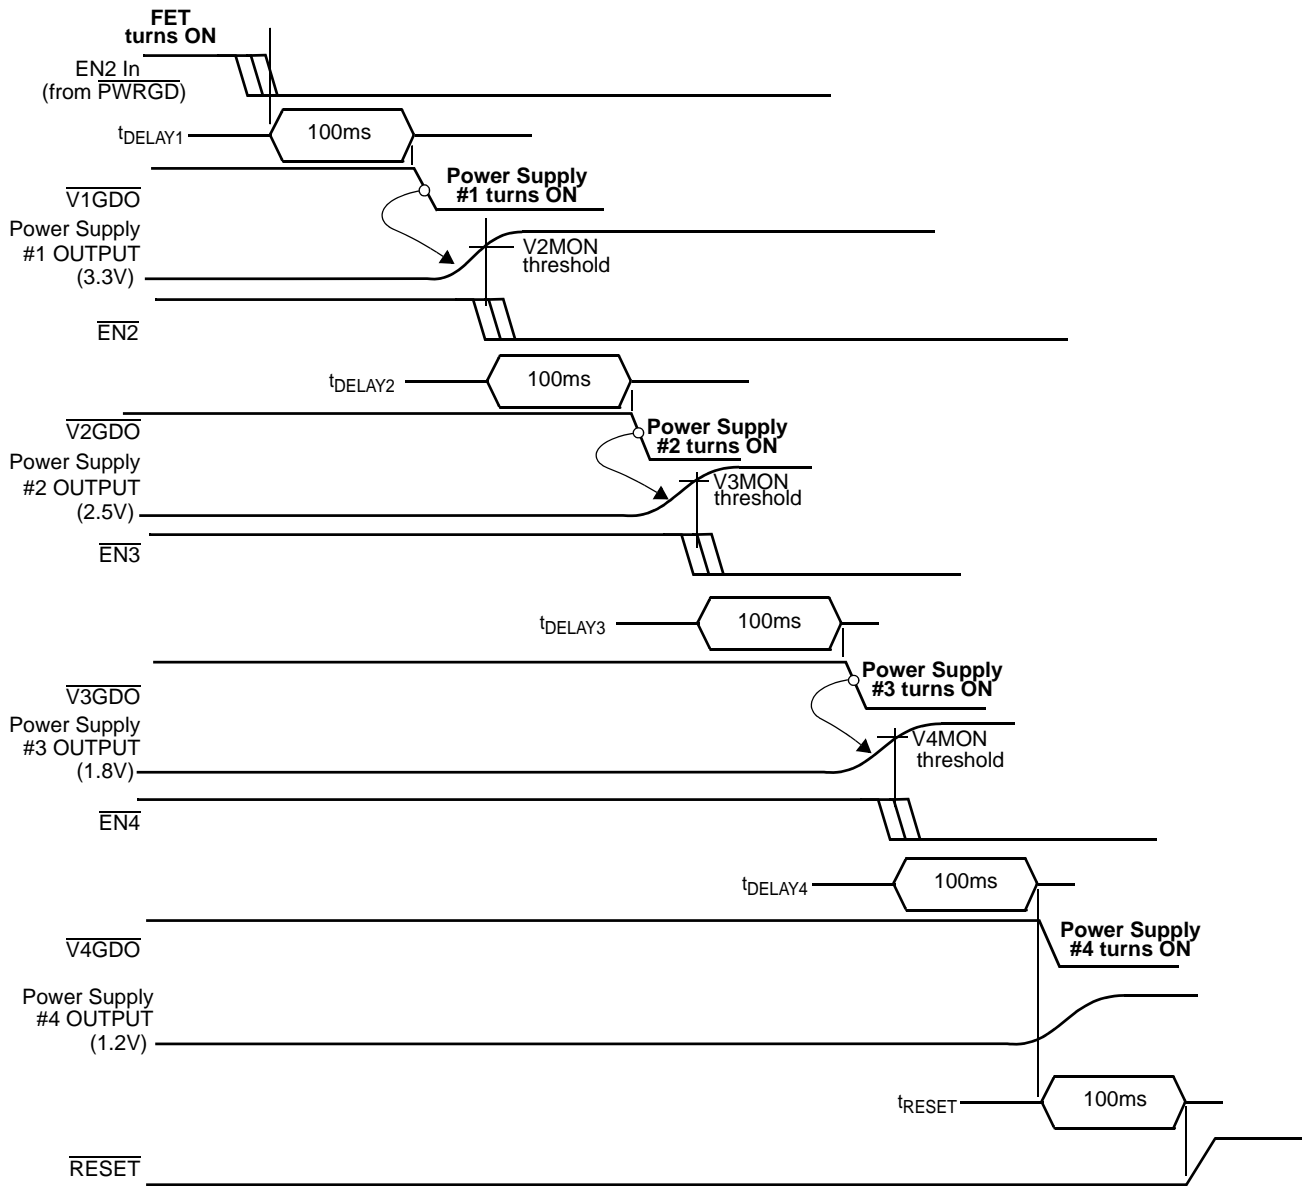 FET
turns ON
EN2 In
(from PWRGD)
tDELAY1
100ms
V1GDO
Power Supply
#1 turns ON
Power Supply
#1 OUTPUT
(3.3V)
V2MON
threshold
EN2
tDELAY2
100ms
V2GDO
Power Supply
#2 turns ON
Power Supply
#2 OUTPUT
(2.5V)
V3MON
threshold
EN3
tDELAY3
100ms
V3GDO
Power Supply
#3 turns ON
Power Supply
#3 OUTPUT
(1.8V)
V4MON
threshold
EN4
tDELAY4
100ms
V4GDO
Power Supply
#4 turns ON
Power Supply
#4 OUTPUT
(1.2V)
tRESET
100ms
RESET